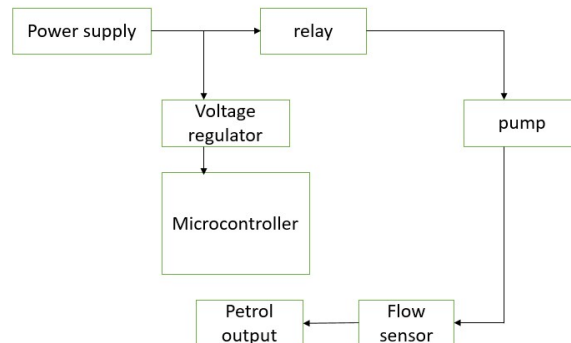 Power supply
relay
Voltage
regulator
pump
Microcontroller
Petrol
output
Flow
sensor